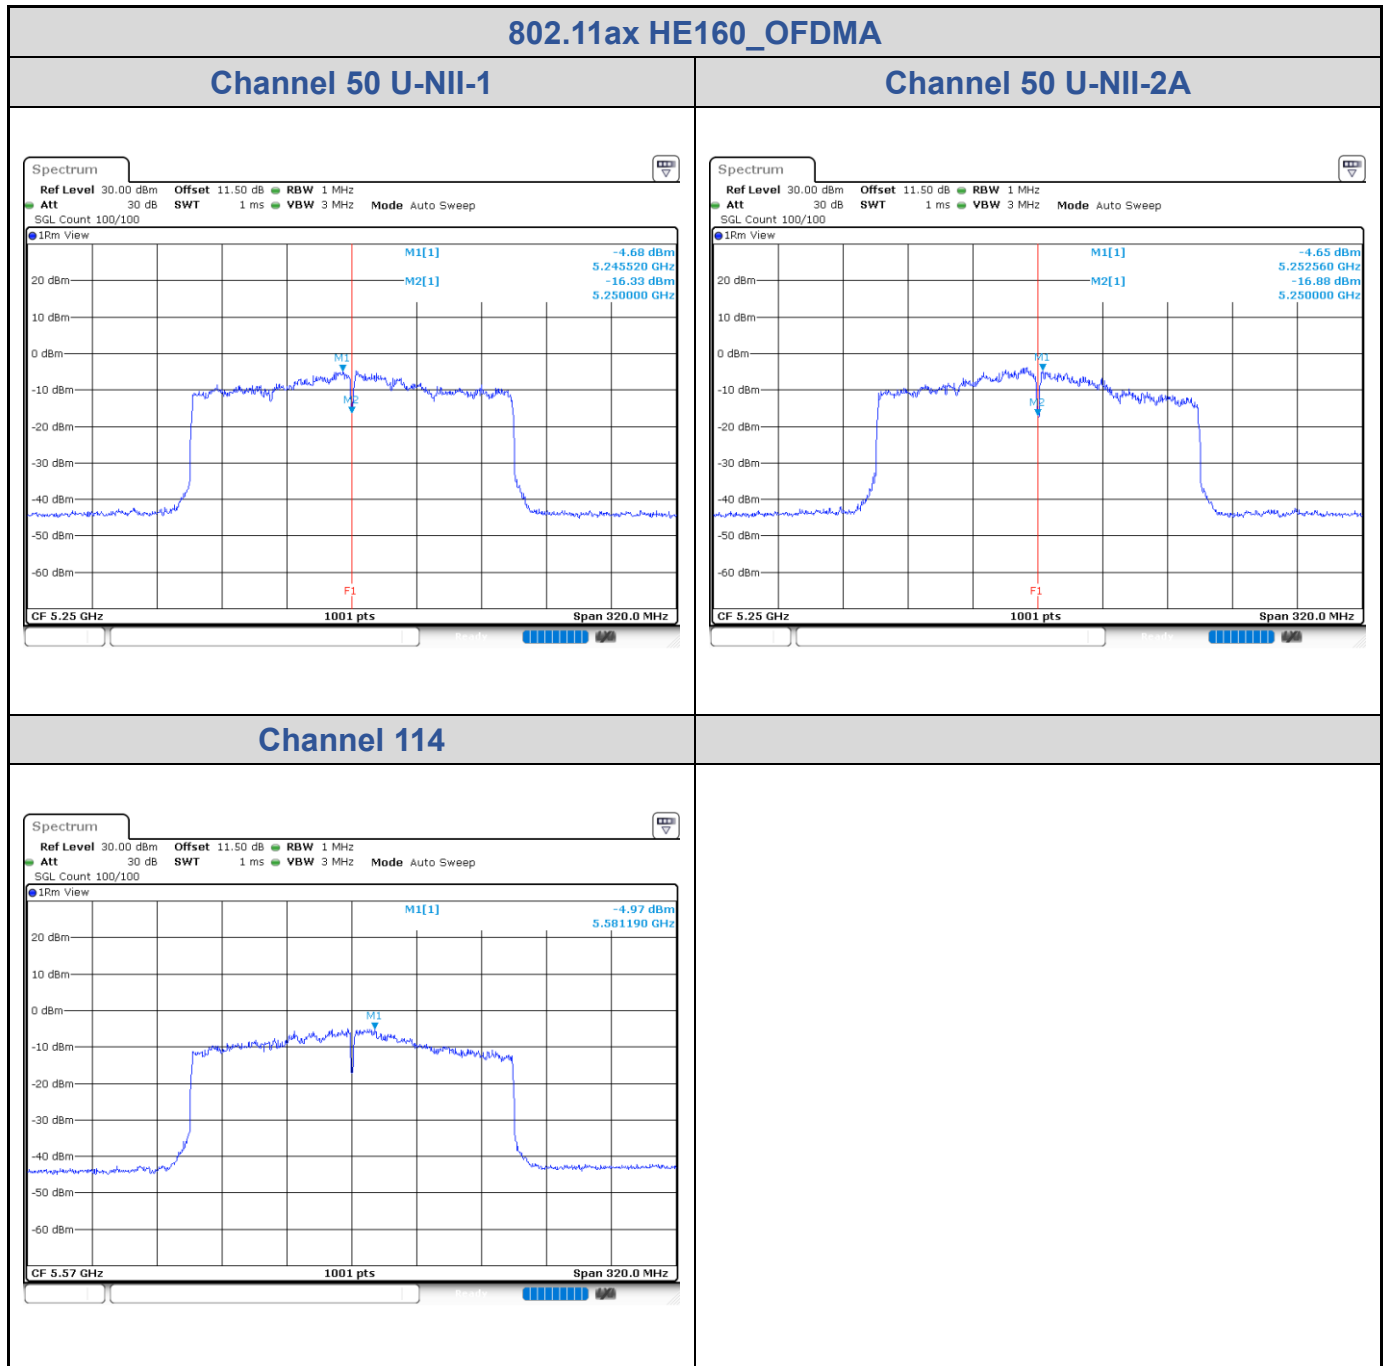 802.11ax HE160_OFDMA
Channel 50 U-NII-1
Channel 50 U-NII-2A
Spectrum
Ref Level 30.00 dBm Offset 11.50 dB RBW 1 MHz
Att 30 dB SWT 1 ms VBW 3 MHz Mode Auto Sweep
SGL Count 100/100
1Rm View
M1[1] -4.68 dBm
5.245520 GHz
M2[1] -16.33 dBm
5.250000 GHz
20 dBm
10 dBm
0 dBm
M1
-10 dBm
M2
-20 dBm
-30 dBm
-40 dBm
-50 dBm
-60 dBm
F1
CF 5.25 GHz 1001 pts Span 320.0 MHz
Ready
Spectrum
Ref Level 30.00 dBm Offset 11.50 dB RBW 1 MHz
Att 30 dB SWT 1 ms VBW 3 MHz Mode Auto Sweep
SGL Count 100/100
1Rm View
M1[1] -4.65 dBm
5.252560 GHz
M2[1] -16.88 dBm
5.250000 GHz
20 dBm
10 dBm
0 dBm
M1
-10 dBm
M2
-20 dBm
-30 dBm
-40 dBm
-50 dBm
-60 dBm
F1
CF 5.25 GHz 1001 pts Span 320.0 MHz
Ready
Channel 114
Spectrum
Ref Level 30.00 dBm Offset 11.50 dB RBW 1 MHz
Att 30 dB SWT 1 ms VBW 3 MHz Mode Auto Sweep
SGL Count 100/100
1Rm View
M1[1] -4.97 dBm
5.581190 GHz
20 dBm
10 dBm
0 dBm
M1
-10 dBm
-20 dBm
-30 dBm
-40 dBm
-50 dBm
-60 dBm
CF 5.57 GHz 1001 pts Span 320.0 MHz
Ready